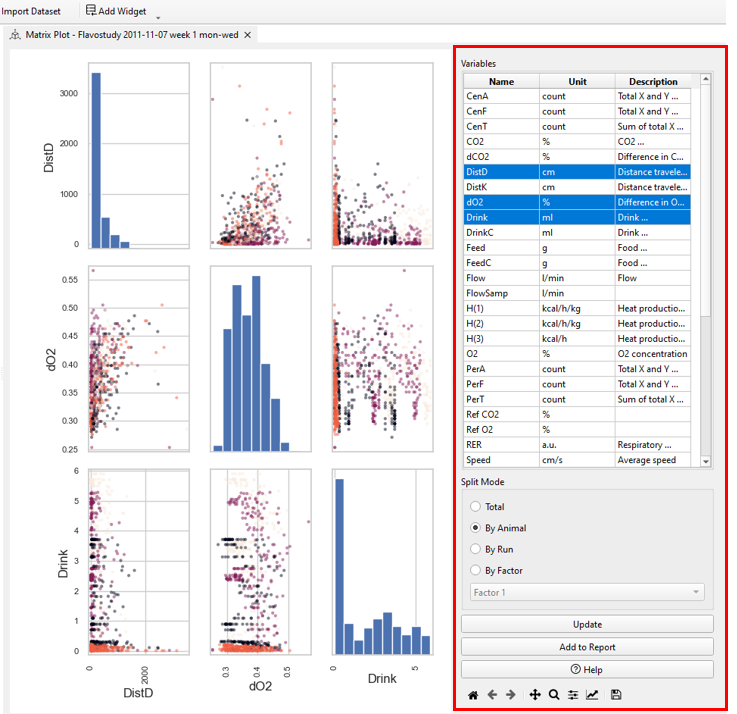 Import Dataset Add Widget
Matrix Plot - Flavostudy 2011-11-07 week 1 mon-wed
DistD
3000
2000
1000
0
dO2
0.55
0.50
0.45
0.40
0.35
0.30
0.25
Drink
6
5
4
3
2
1
0
0 2000
DistD
0.3 0.4 0.5
dO2
0 5
Drink
Variables
Name Unit Description
CenA count Total X and Y ...
CenF count Total X and Y ...
CenT count Sum of total X ...
CO2 % CO2 ...
dCO2 % Difference in C...
DistD cm Distance travele...
DistK cm Distance travele...
dO2 % Difference in O...
Drink ml Drink ...
DrinkC ml Drink ...
Feed g Food ...
FeedC g Food ...
Flow l/min Flow
FlowSamp l/min
H(1) kcal/h/kg Heat productio...
H(2) kcal/h/kg Heat productio...
H(3) kcal/h Heat productio...
O2 % O2 concentration
PerA count Total X and Y ...
PerF count Total X and Y ...
PerT count Sum of total X ...
Ref CO2 %
Ref O2 %
RER a.u. Respiratory ...
Speed cm/s Average speed
Split Mode
Total
By Animal
By Run
By Factor
Factor 1
Update
Add to Report
Help